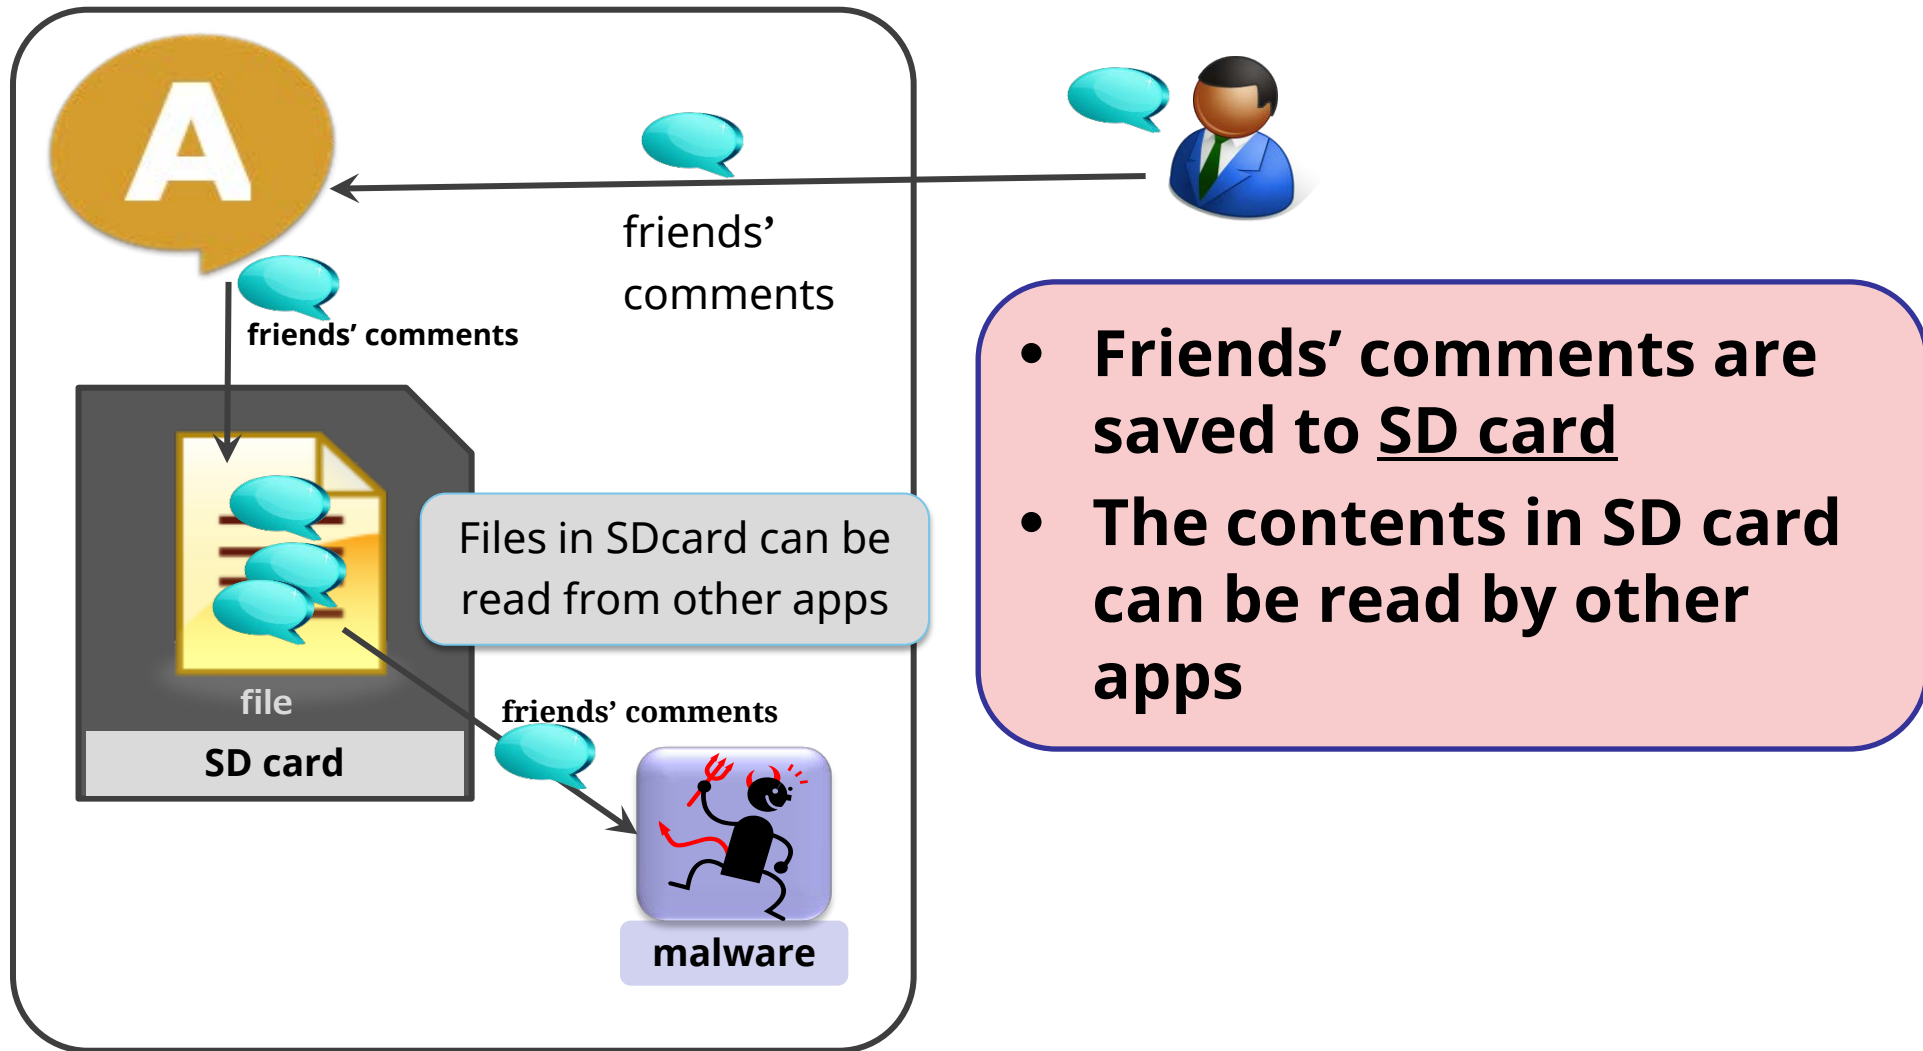 A
friends’
comments
friends’ comments
Files in SDcard can be
read from other apps
file
SD card
friends’ comments
malware
• Friends’ comments are
saved to SD card
• The contents in SD card
can be read by other
apps